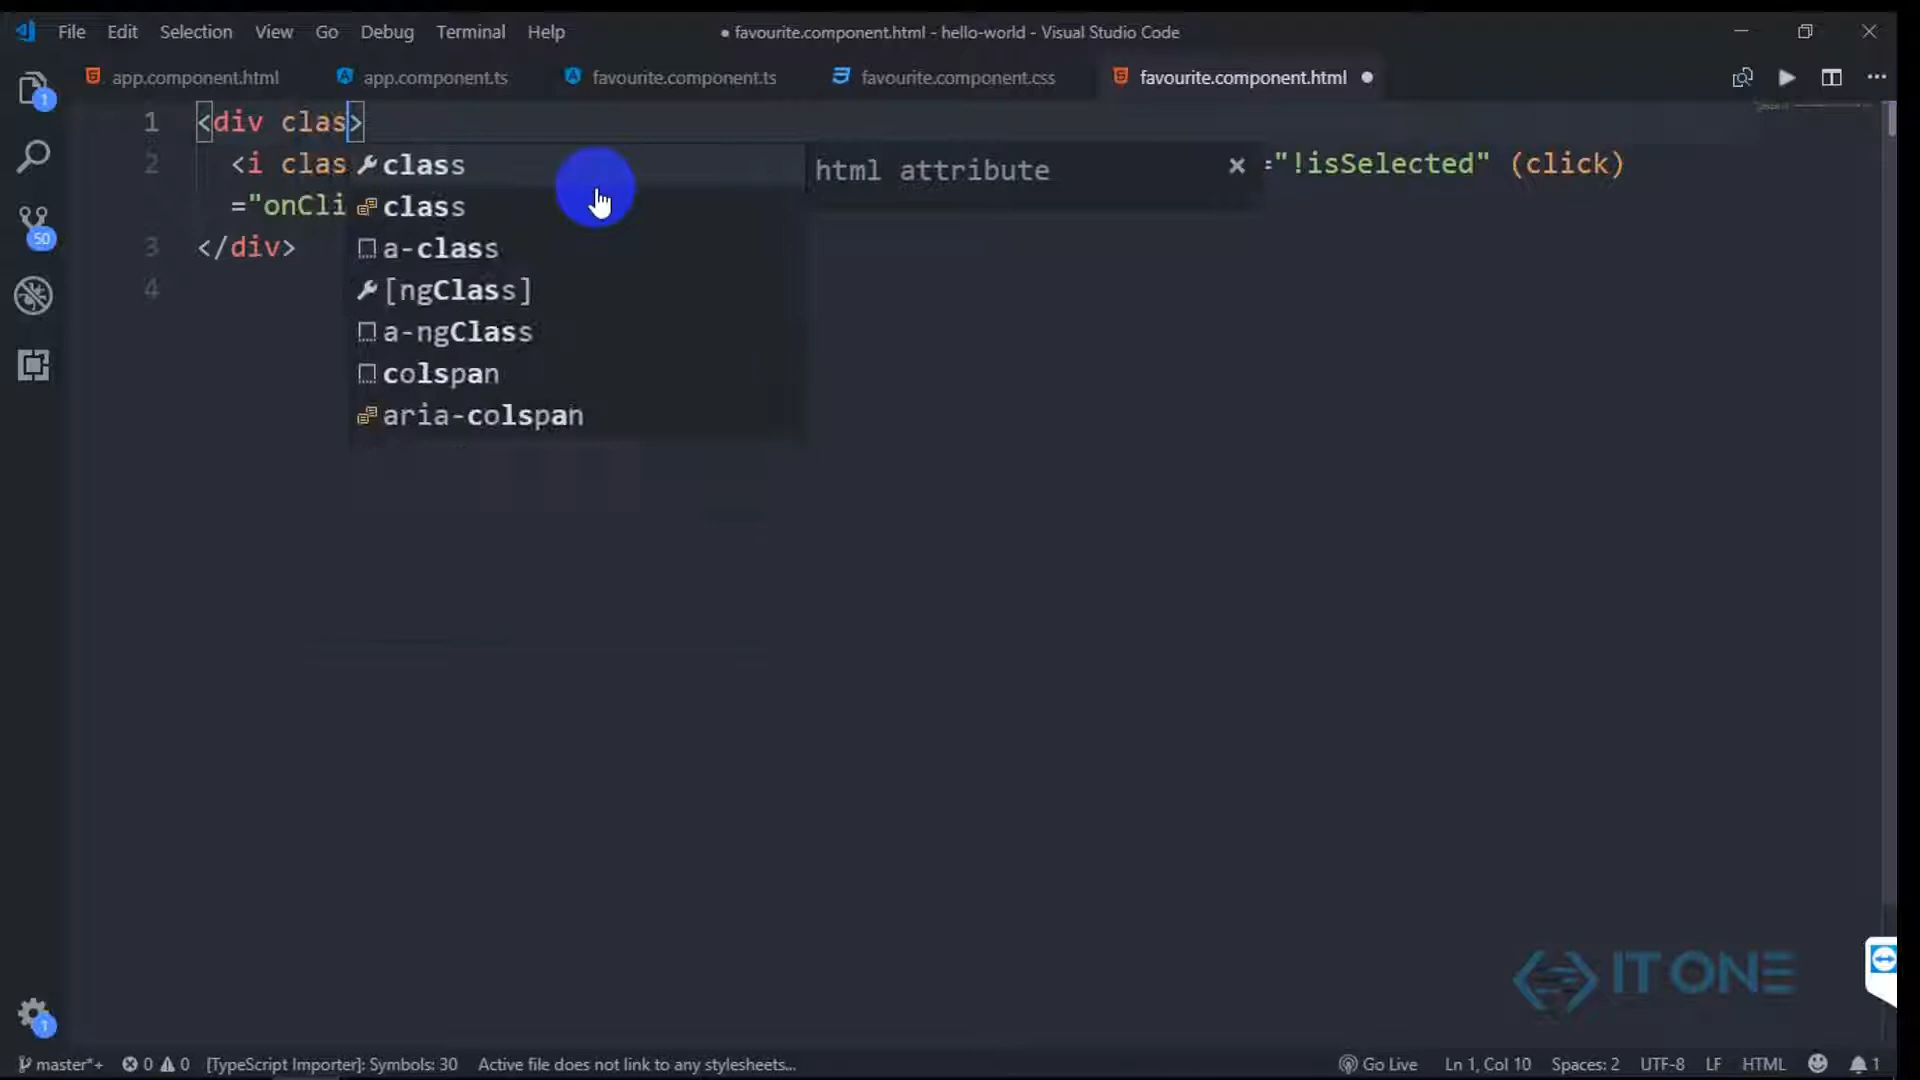 File Edit Selection View Go Debug Terminal Help
● favourite.component.html - hello-world - Visual Studio Code
app.component.html app.component.ts favourite.component.ts favourite.component.css favourite.component.html
1
1 <div clas>
2 <i clas ="!isSelected" (click)
="onCli
3 </div>
4
class html attribute
class
a-class
[ngClass]
a-ngClass
colspan
aria-colspan
50
1
IT ONE
master*+ 0 0 [TypeScript Importer]: Symbols: 30 Active file does not link to any stylesheets... Go Live Ln 1, Col 10 Spaces: 2 UTF-8 LF HTML 1